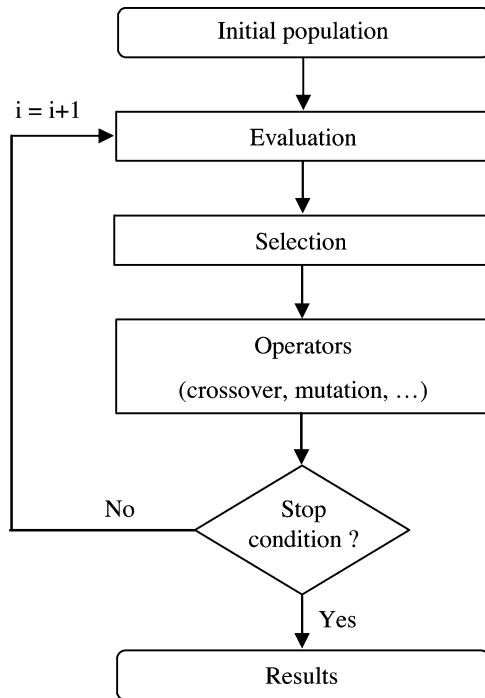 Initial population
i = i+1
Evaluation
Selection
Operators
(crossover, mutation, …)
Stop
condition ?
No
Yes
Results